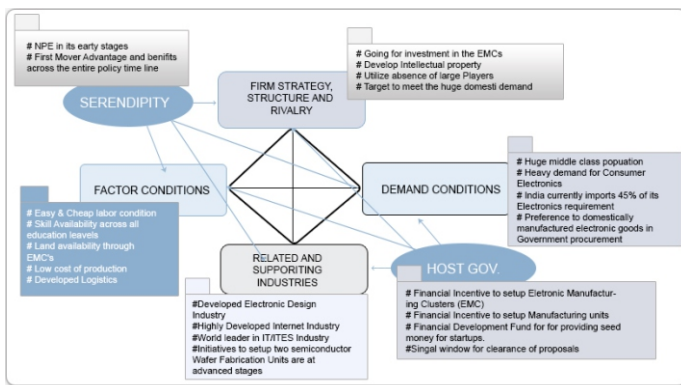 # NPE in its early stages
# First Mover Advantage and benifits
across the entire policy time line
SERENDIPITY
FIRM STRATEGY,
STRUCTURE AND
RIVALRY
# Going for investment in the EMCs
# Develop Intellectual property
# Utilize absence of large Players
# Target to meet the huge domesti demand
FACTOR CONDITIONS
# Easy & Cheap labor condition
# Skill Availability across all
education leavels
# Land availability through
EMC's
# Low cost of production
# Developed Logistics
DEMAND CONDITIONS
# Huge middle class popuation
# Heavy demand for Consumer
Electronics
# India currently imports 45% of its
Electronics requirement
# Preference to domestically
manufactured electronic goods in
Government procurement
RELATED AND
SUPPORTING
INDUSTRIES
#Developed Electronic Design
Industry
#Highly Developed Internet Industry
#World leader in IT/ITES Industry
#Initiatives to setup two semiconductor
Wafer Fabrication Units are at
advanced stages
HOST GOV.
# Financial Incentive to setup Eletronic Manufactur-
ing Clusters (EMC)
# Financial Incentive to setup Manufacturing units
# Financial Development Fund for for providing seed
money for startups.
#Singal window for clearance of proposals